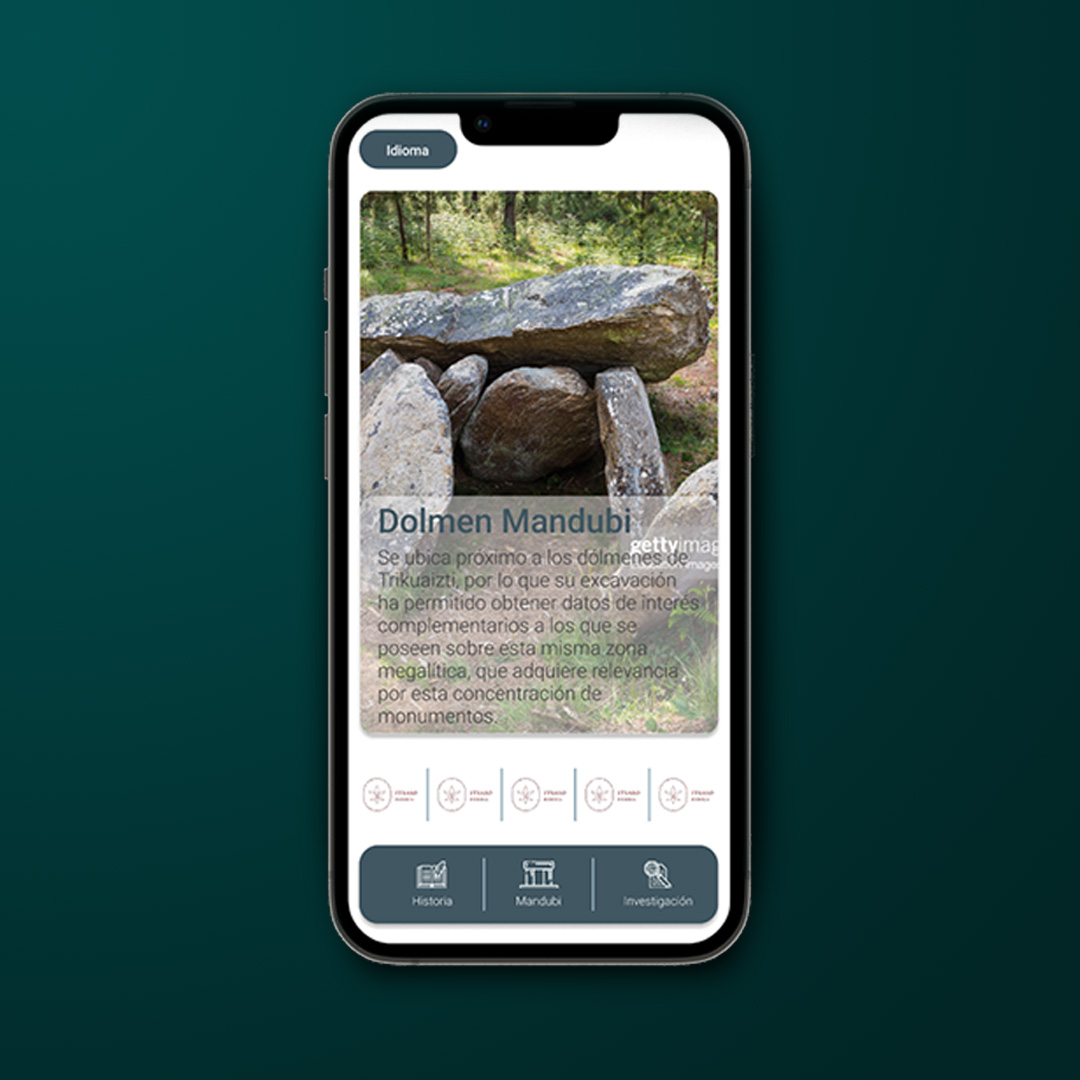 Idioma
Dolmen Mandubi
gettyimag
Se ubica próximo a los dólmenes de
Trikuaizti, por lo que su excavación
ha permitido obtener datos de interés
complementarios a los que se
poseen sobre esta misma zona
megalítica, que adquiere relevancia
por esta concentración de
monumentos.
Historia
Mandubi
Investigación